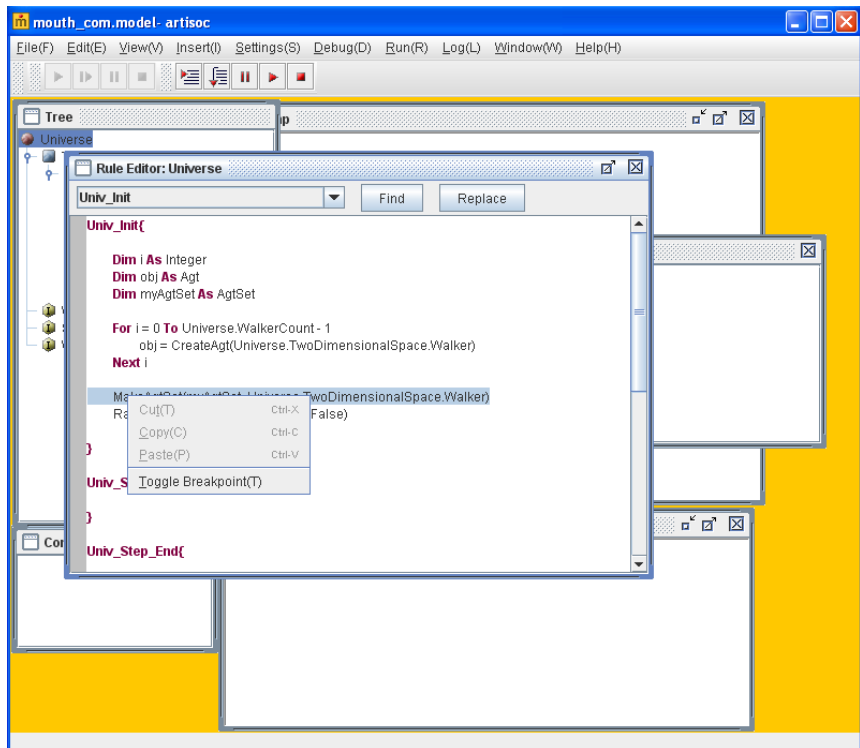 mouth_com.model- artisoc
File(F) Edit(E) View(V) Insert(I) Settings(S) Debug(D) Run(R) Log(L) Window(W) Help(H)
Tree
Universe
Rule Editor: Universe
Univ_Init
Find
Replace
Univ_Init{
Dim i As Integer
Dim obj As Agt
Dim myAgtSet As AgtSet
For i = 0 To Universe.WalkerCount - 1
obj = CreateAgt(Universe.TwoDimensionalSpace.Walker)
Next i
MakeAgtSet(myAgtSet, Universe.TwoDimensionalSpace.Walker)
False)
Cut(T) Ctrl-X
Copy(C) Ctrl-C
Paste(P) Ctrl-V
Toggle Breakpoint(T)
}
Univ_S
}
Univ_Step_End{